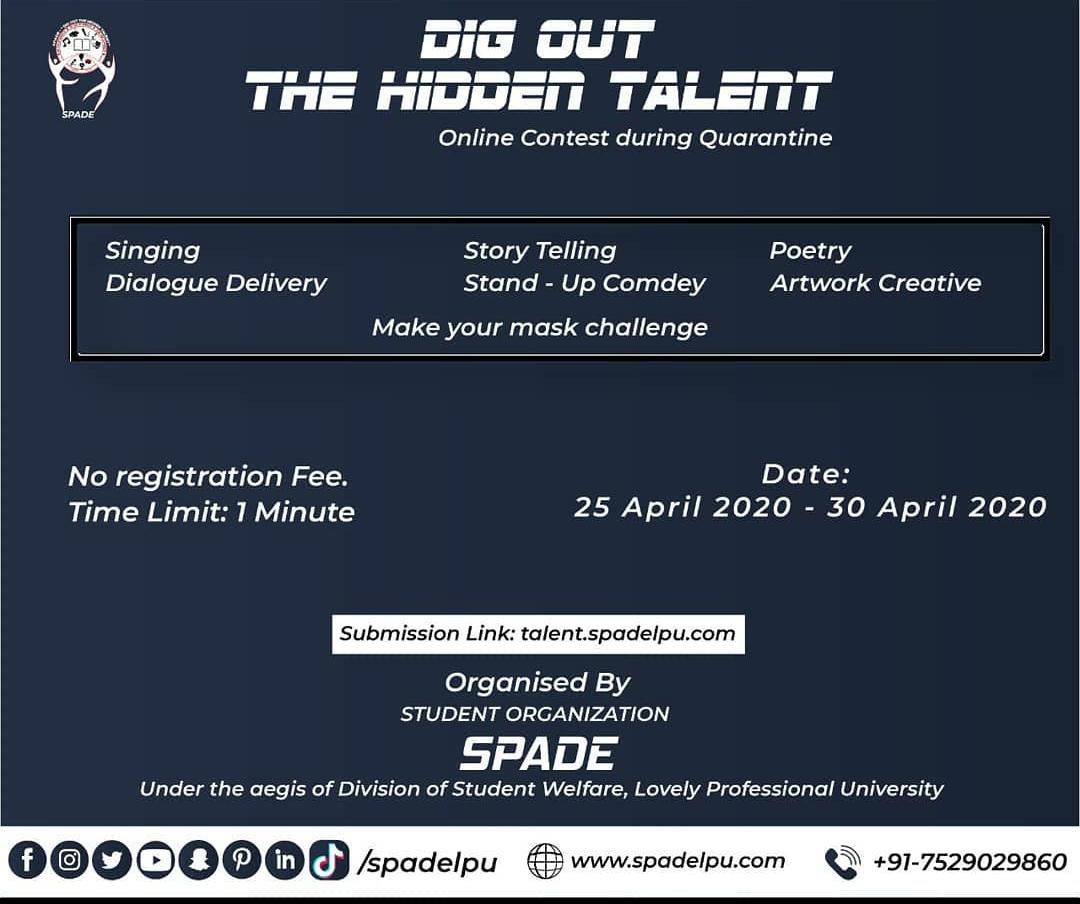 SPADE
DIG OUT
THE HIDDEN TALENT
Online Contest during Quarantine
Singing
Story Telling
Poetry
Dialogue Delivery
Stand - Up Comdey
Artwork Creative
Make your mask challenge
No registration Fee.
Time Limit: 1 Minute
Date:
25 April 2020 - 30 April 2020
Submission Link: talent.spadelpu.com
Organised By
STUDENT ORGANIZATION
SPADE
Under the aegis of Division of Student Welfare, Lovely Professional University
/spadelpu
www.spadelpu.com
+91-7529029860